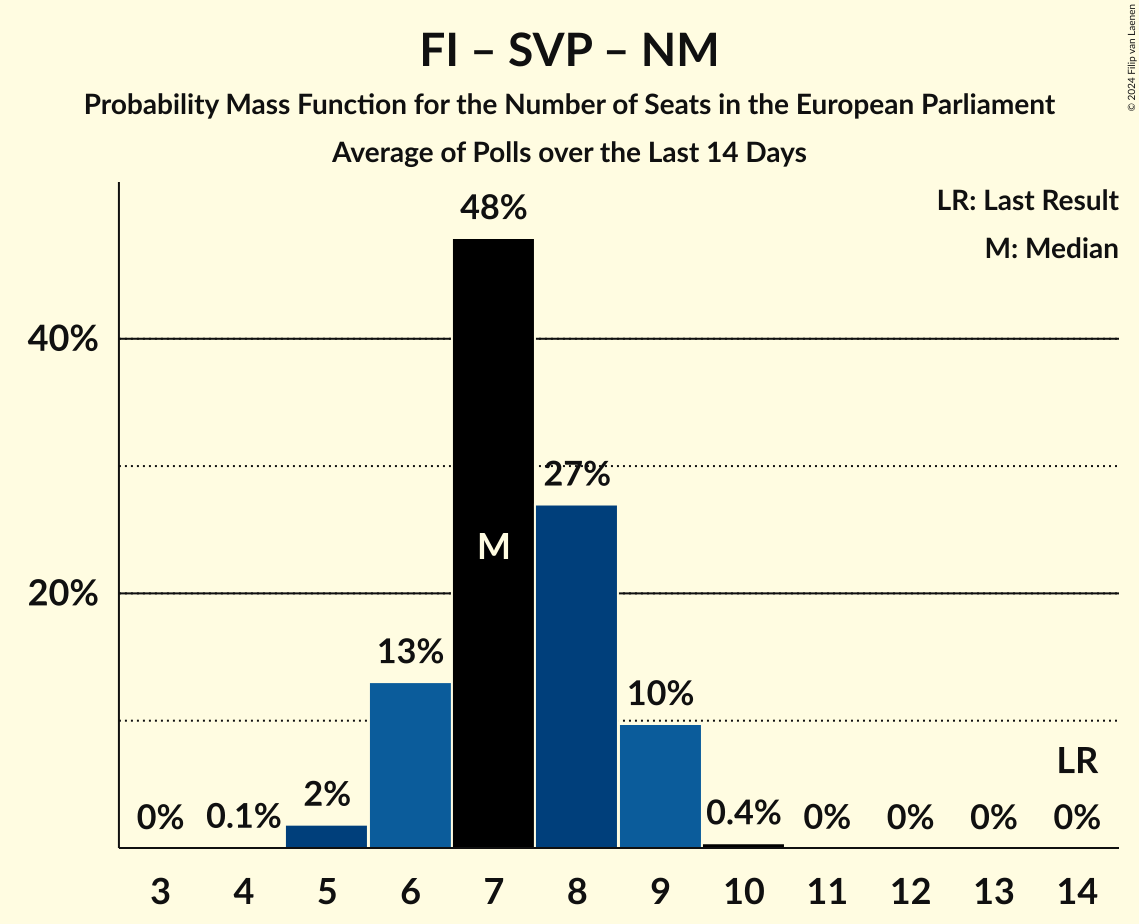 FI – SVP – NM
Probability Mass Function for the Number of Seats in the European Parliament
Average of Polls over the Last 14 Days
© 2024 Filip van Laenen
LR: Last Result
M: Median
48%
40%
27%
M
20%
13%
10%
LR
2%
0% 0.1% 0.4% 0% 0% 0% 0%
3 4 5 6 7 8 9 10 11 12 13 14